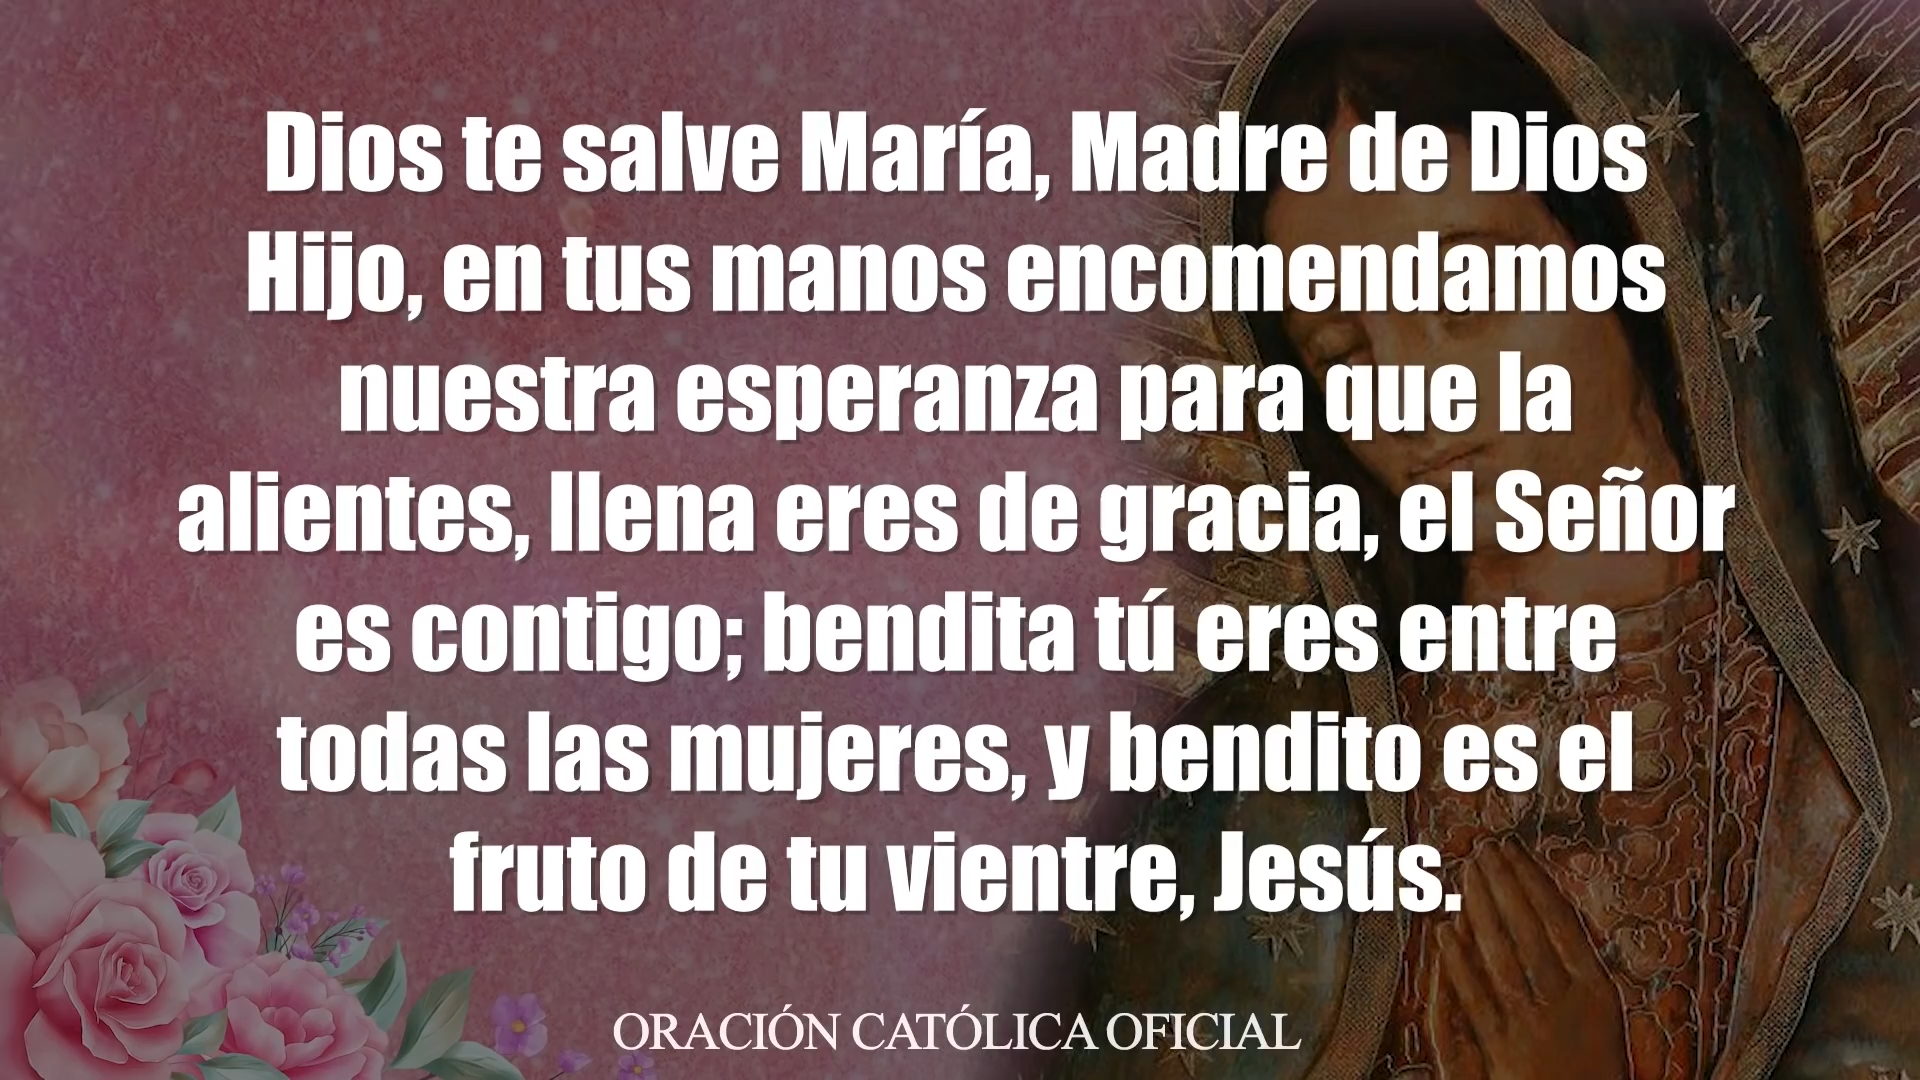 Dios te salve María, Madre de Dios
Hijo, en tus manos encomendamos
nuestra esperanza para que la
alientes, llena eres de gracia, el Señor
es contigo; bendita tú eres entre
todas las mujeres, y bendito es el
fruto de tu vientre, Jesús.
ORACIÓN CATÓLICA OFICIAL